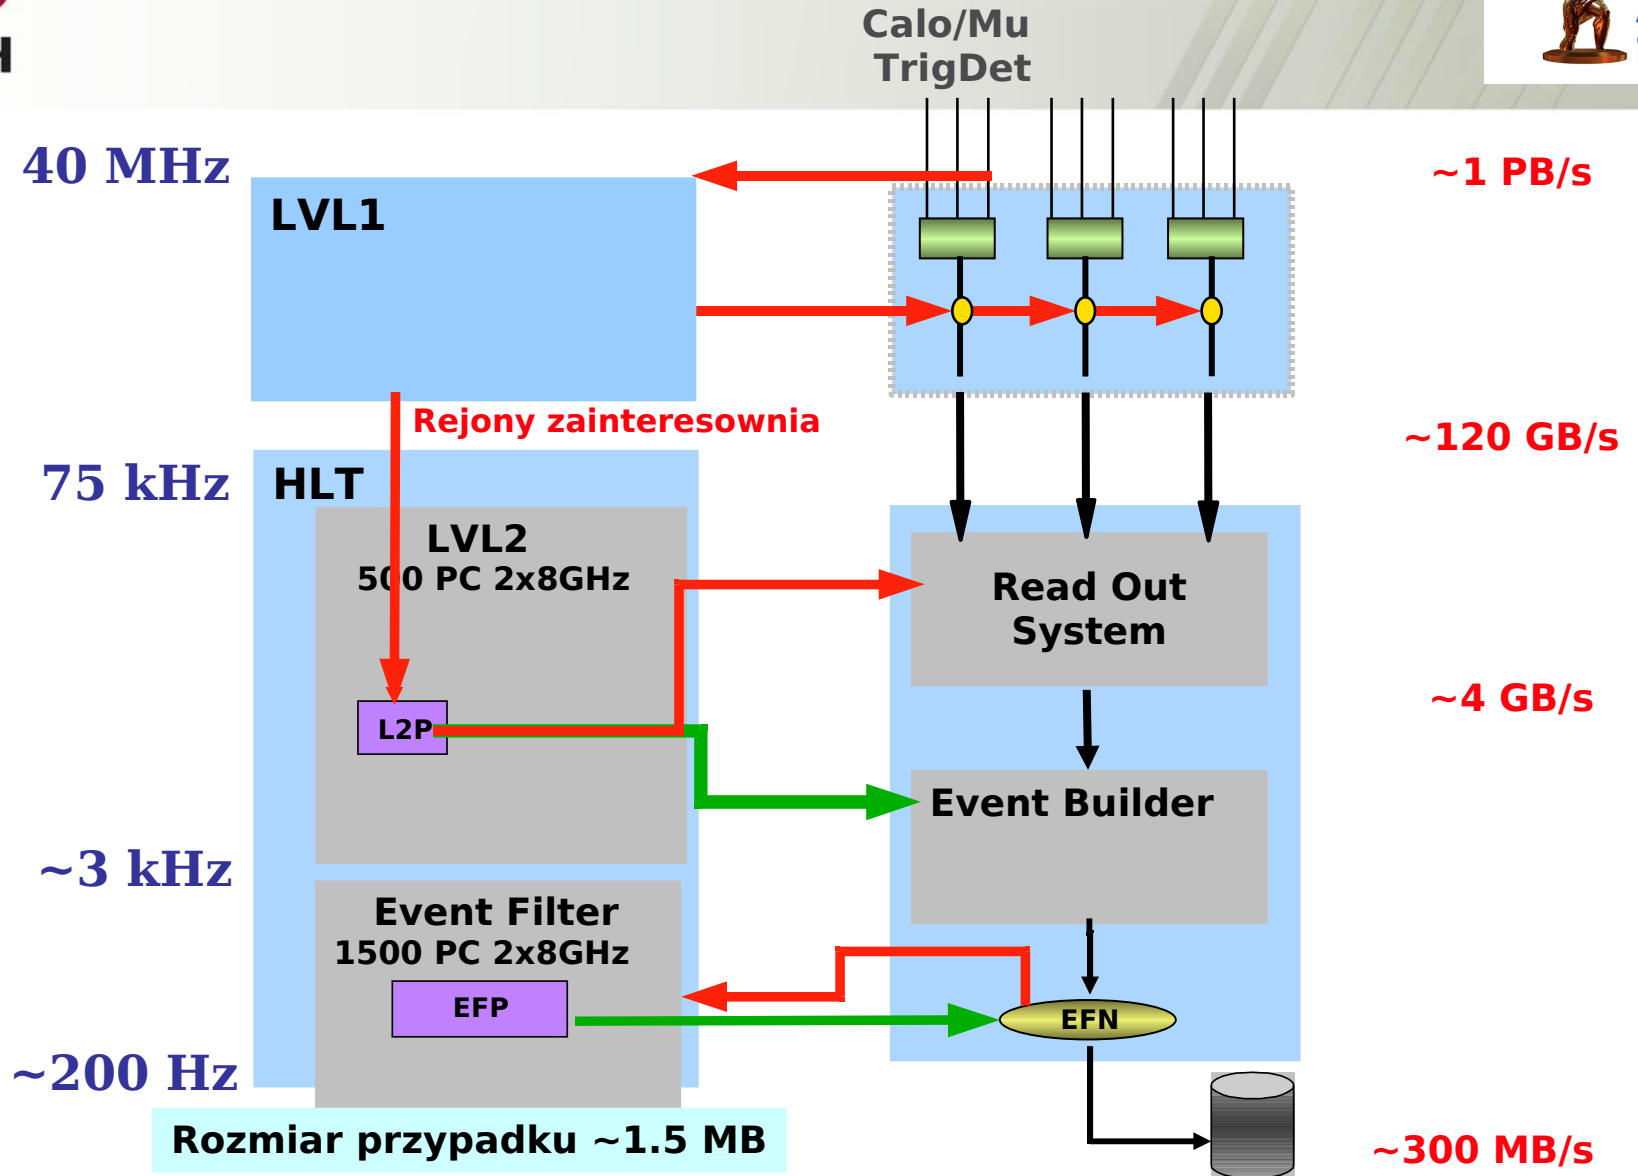 Calo/Mu
TrigDet
40 MHz
~1 PB/s
LVL1
Rejony zainteresownia
~120 GB/s
75 kHz
HLT
LVL2
500 PC 2x8GHz
Read Out
System
L2P
~4 GB/s
Event Builder
~3 kHz
Event Filter
1500 PC 2x8GHz
EFP
EFN
~200 Hz
Rozmiar przypadku ~1.5 MB
~300 MB/s